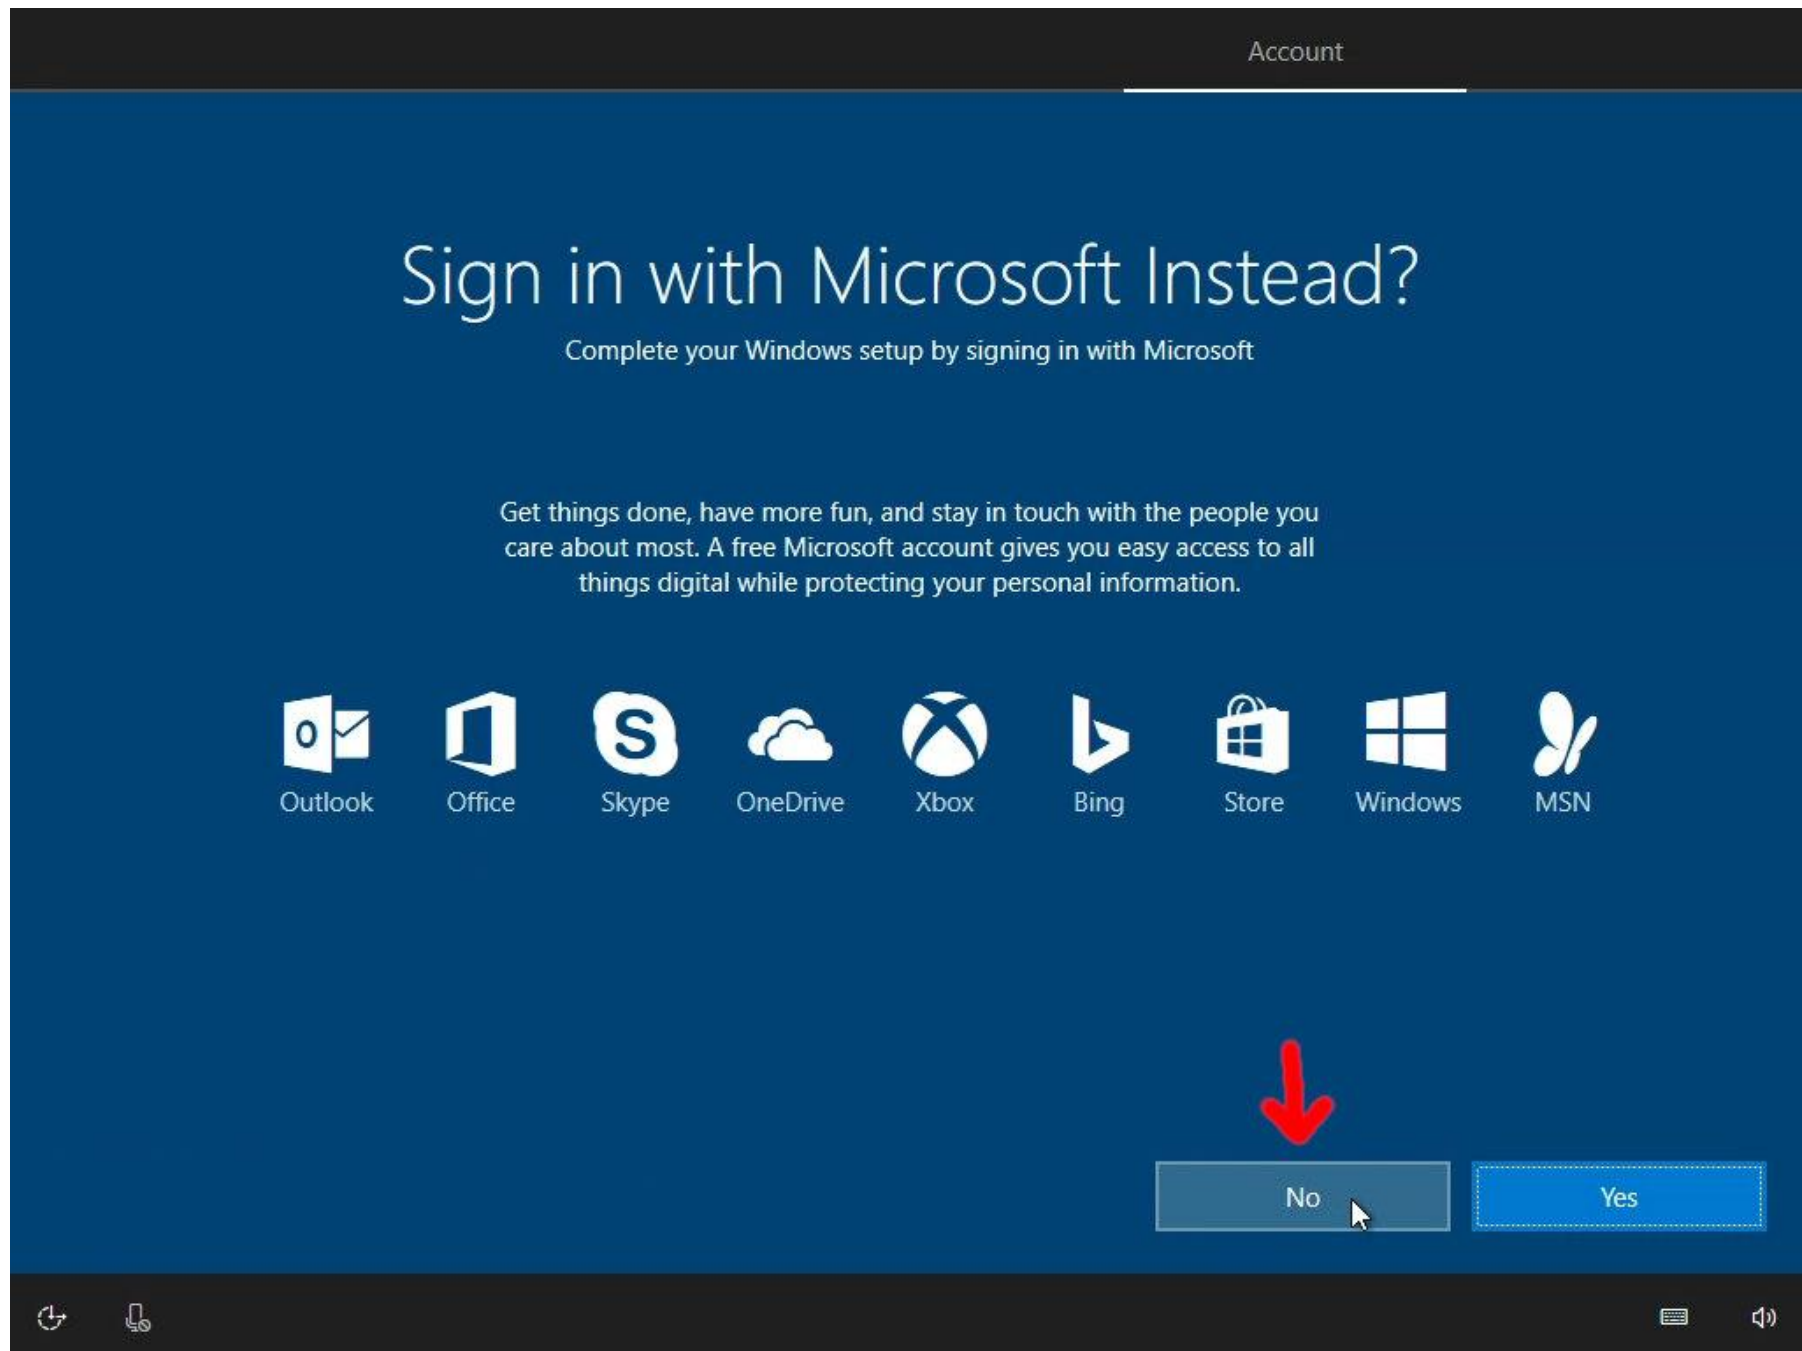 Account
Sign in with Microsoft Instead?
Complete your Windows setup by signing in with Microsoft
Get things done, have more fun, and stay in touch with the people you
care about most. A free Microsoft account gives you easy access to all
things digital while protecting your personal information.
Outlook Office Skype OneDrive Xbox Bing Store Windows MSN
No Yes